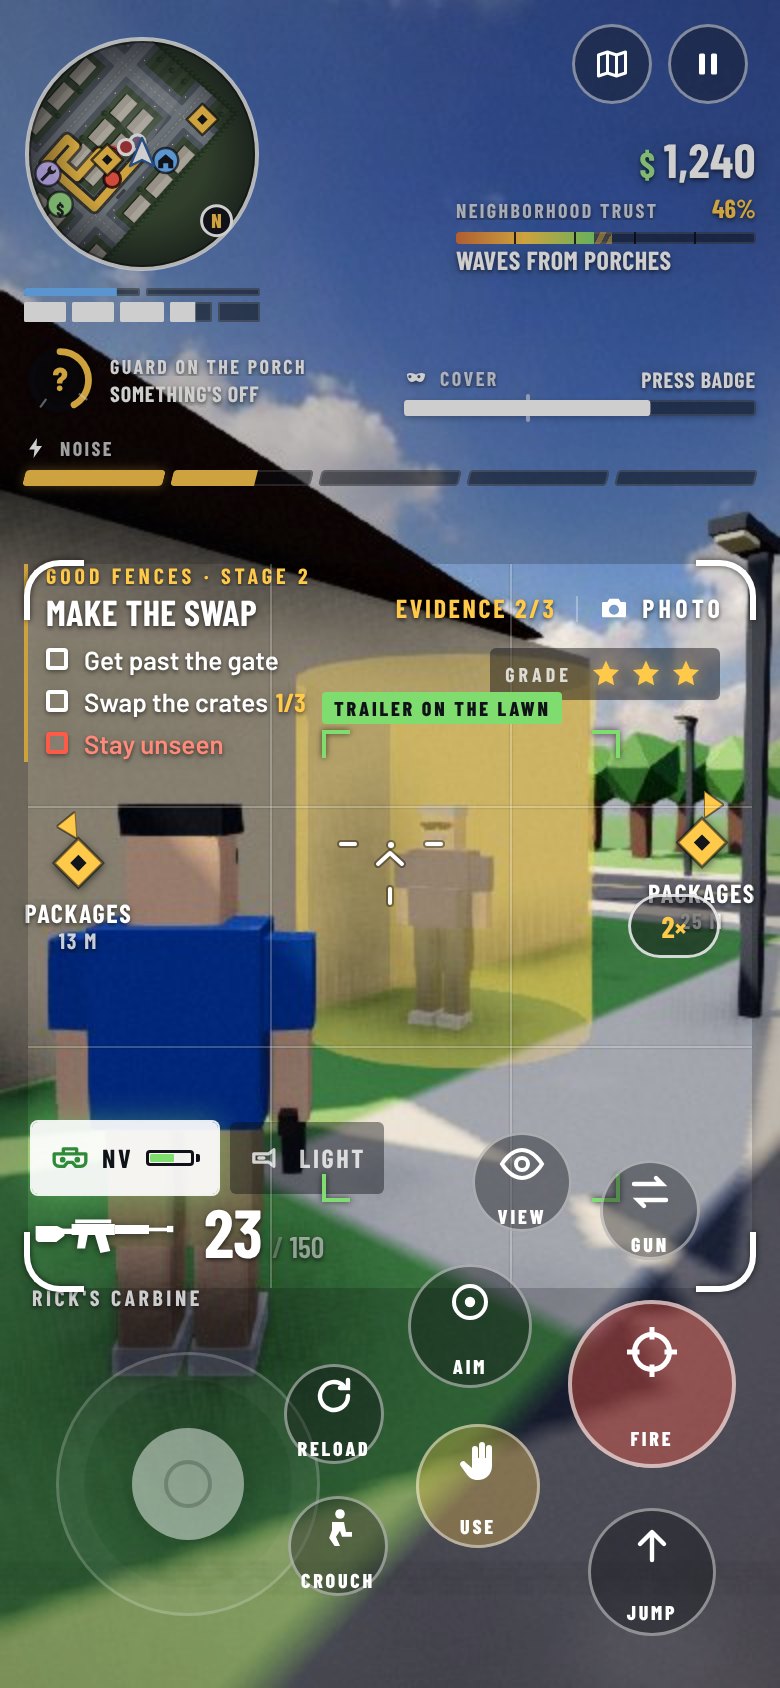 N
$
$ 1,240
NEIGHBORHOOD TRUST 46%
WAVES FROM PORCHES
?
GUARD ON THE PORCH
SOMETHING'S OFF
COVER PRESS BADGE
NOISE
GOOD FENCES · STAGE 2
MAKE THE SWAP
EVIDENCE 2/3 PHOTO
Get past the gate
GRADE
Swap the crates 1/3
TRAILER ON THE LAWN
Stay unseen
PACKAGES
13 M
PACKAGES
25 M
2×
NV
LIGHT
VIEW
GUN
23 / 150
RICK'S CARBINE
AIM
FIRE
RELOAD
USE
CROUCH
JUMP